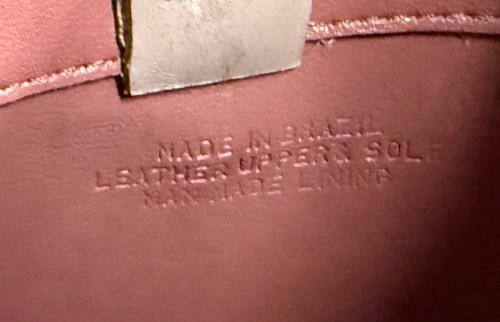 MADE IN BRAZIL
LEATHER UPPER & SOLE
MAN MADE LINING